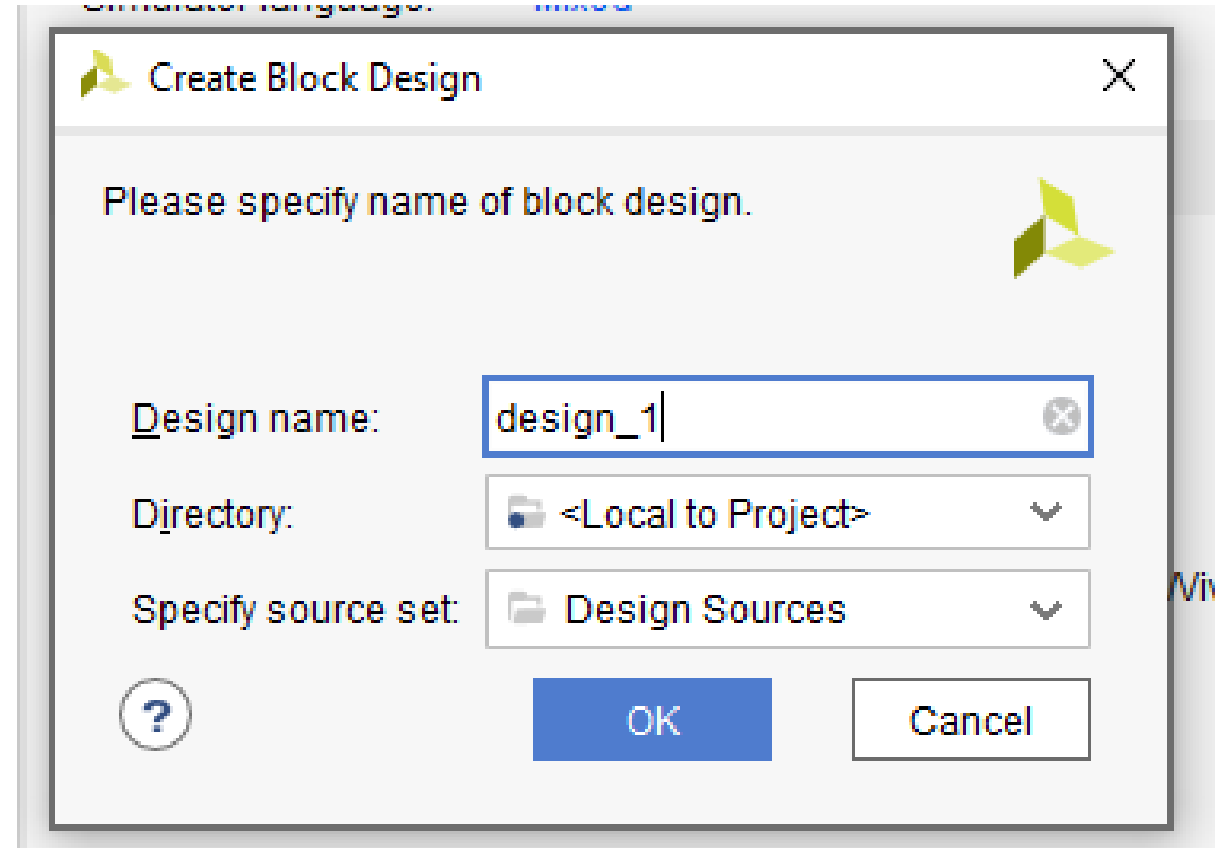 Create Block Design
Please specify name of block design.
Design name: design_1
Directory: <Local to Project>
Specify source set: Design Sources
?
OK Cancel